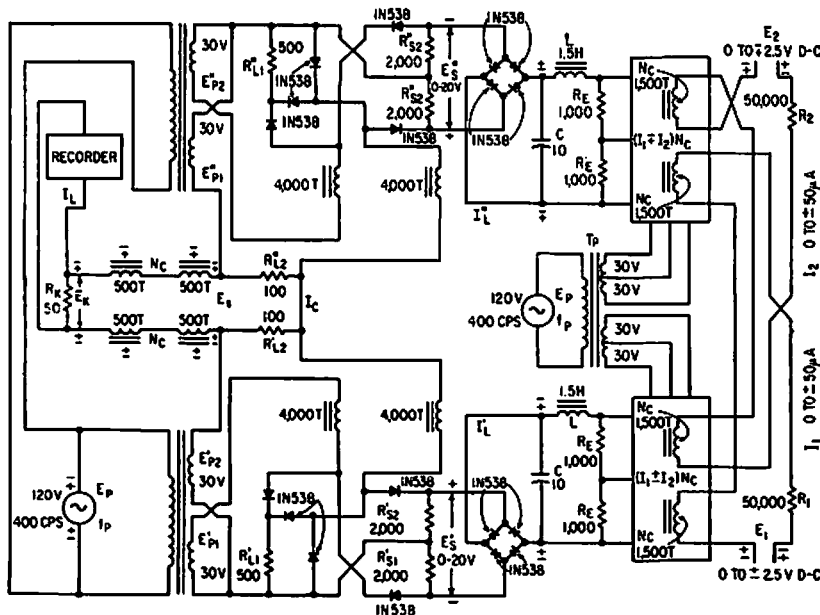 30V
E″P2
30V
E″P1
RECORDER
IL
RK
50
EK
NC
500T
500T
500T
500T
NC
ES
R″L2
100
100
R′L2
IC
1N538
R″L1
500
1N538
1N538
R″S2
2,000
R″S2
2,000
E″S
0-20V
1N538
1N538
1N538
4,000T
4,000T
1.5H
C
10
I″L
RE
1,000
R′E
1,000
NC
1,500T
(I1∓I2)NC
NC
1,500T
E2
0 TO ∓2.5V D-C
50,000
R2
I2 0 TO ±50μA
TP
30V
30V
30V
30V
120V
400 CPS
EP
fP
4,000T
4,000T
E′P2
30V
E′P1
30V
120V
400 CPS
EP
fP
1N538
R′L1
500
1N538
R′S2
2,000
R′S1
2,000
1N538
E′S
0-20V
1N538
1N538
I′L
1.5H
L
C
10
RE
1,000
RE
1,000
NC
1,500T
(I1±I2)NC
NC
1,500T
50,000
R1
E1
0 TO ±2.5V D-C
I1 0 TO ±50μA